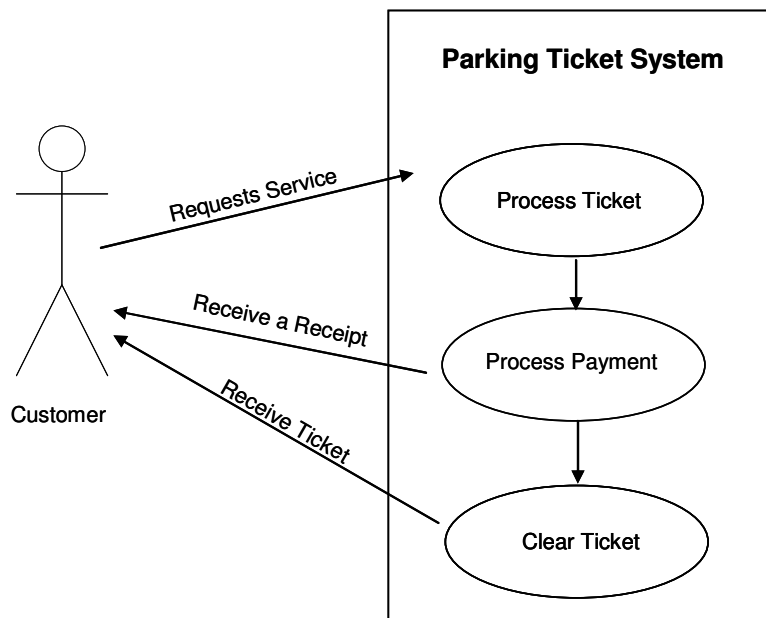 Parking Ticket System
Requests Service
Process Ticket
Receive a Receipt
Process Payment
Customer
Receive Ticket
Clear Ticket